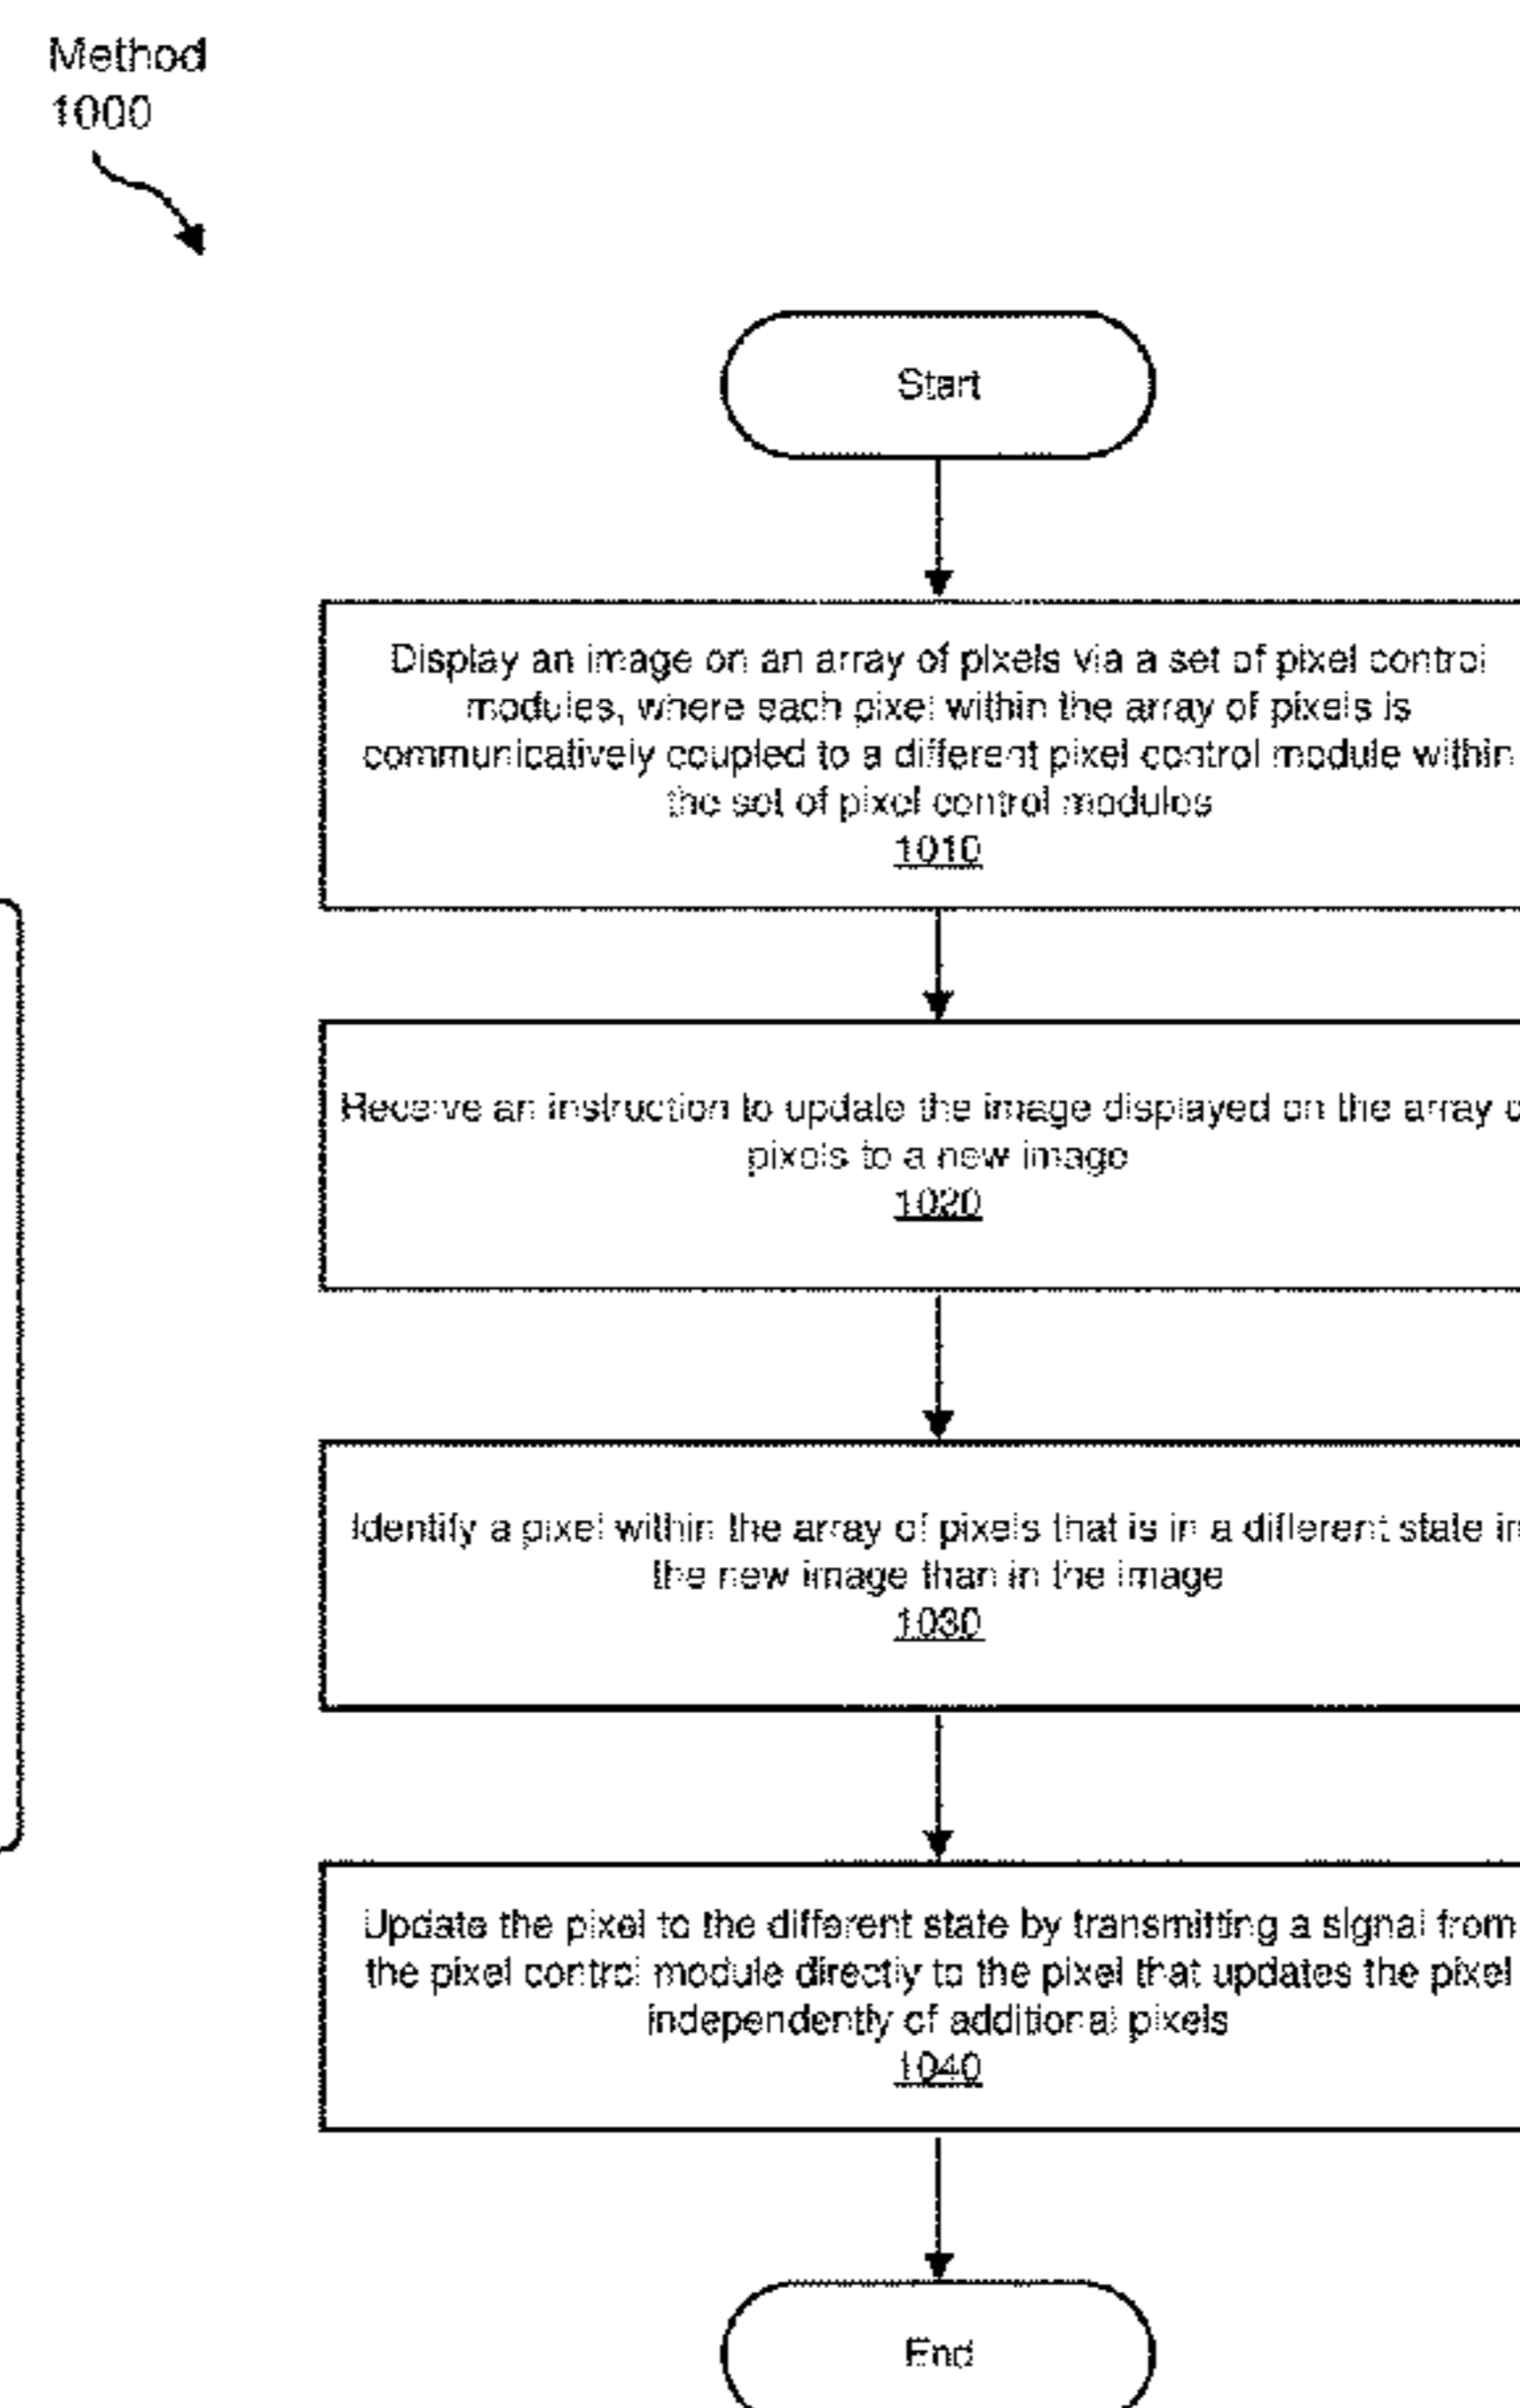 Method
1000
Start
Display an image on an array of pixels via a set of pixel control
modules, where each pixel within the array of pixels is
communicatively coupled to a different pixel control module within
the set of pixel control modules
1010
Receive an instruction to update the image displayed on the array
pixels to a new image
1020
Identify a pixel within the array of pixels that is in a different state in
the new image than in the image
1030
Update the pixel to the different state by transmitting a signal from
the pixel control module directly to the pixel that updates the pixel
independently of additional pixels
1040
End